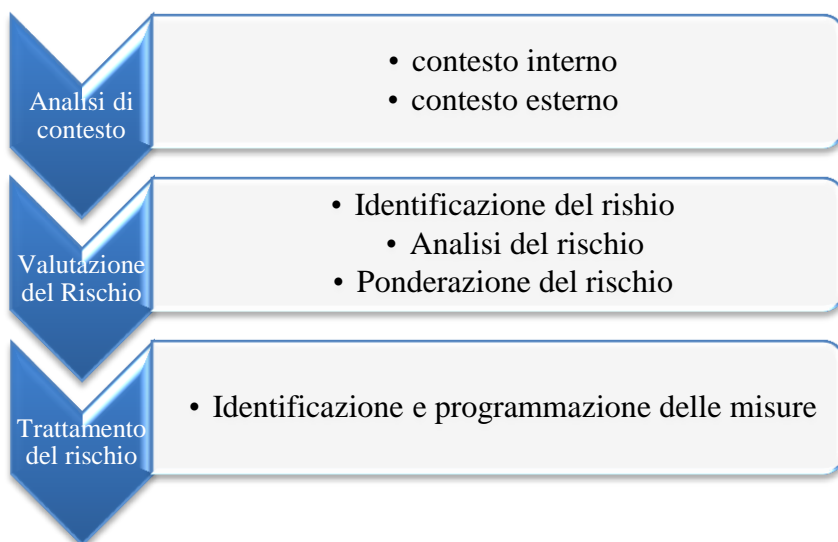 Analisi di
contesto
• contesto interno
• contesto esterno
Valutazione
del Rischio
• Identificazione del rishio
• Analisi del rischio
• Ponderazione del rischio
Trattamento
del rischio
• Identificazione e programmazione delle misure